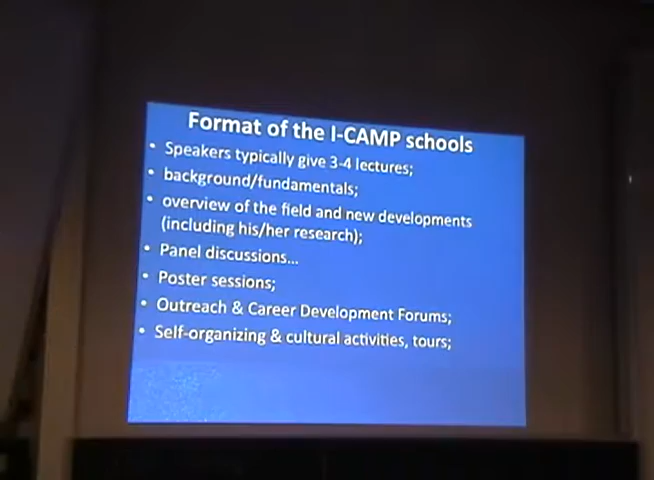 Format of the I-CAMP schools
• Speakers typically give 3-4 lectures;
• background/fundamentals;
• overview of the field and new developments
(including his/her research);
• Panel discussions...
• Poster sessions;
• Outreach & Career Development Forums;
• Self-organizing & cultural activities, tours;